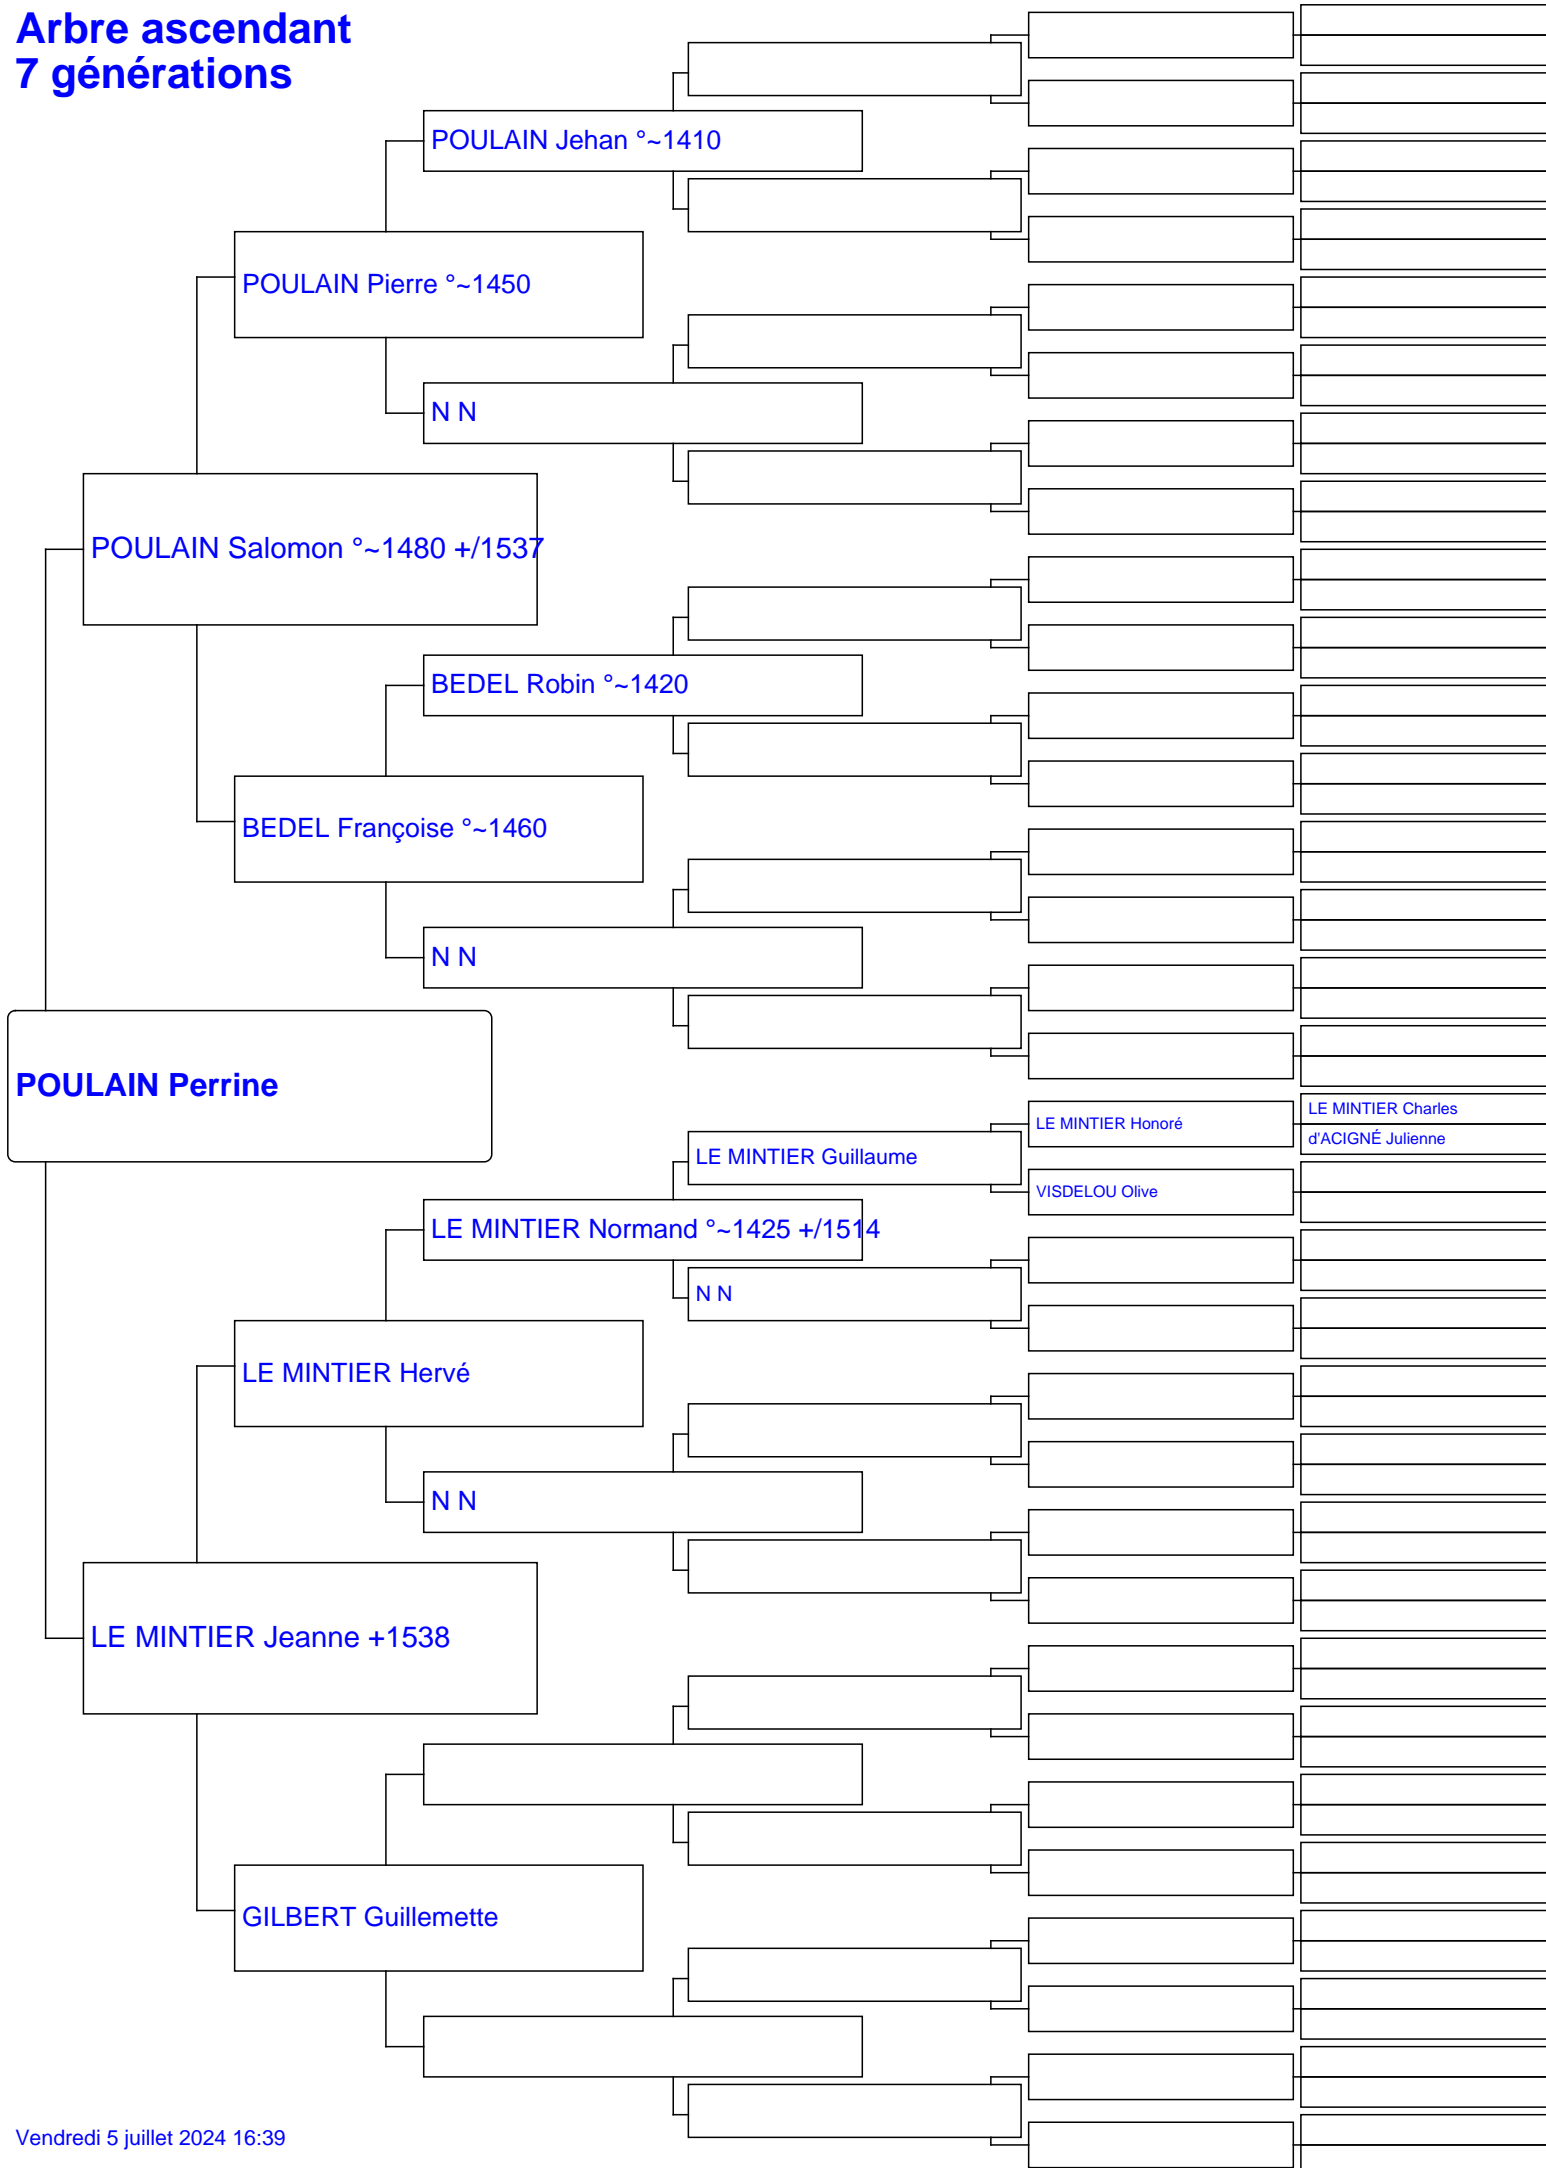 Arbre ascendant
7 générations
POULAIN Jehan °~1410
POULAIN Pierre °~1450
N N
POULAIN Salomon °~1480 +/1537
BEDEL Robin °~1420
BEDEL Françoise °~1460
N N
POULAIN Perrine
LE MINTIER Charles
LE MINTIER Honoré
d'ACIGNÉ Julienne
LE MINTIER Guillaume
VISDELOU Olive
LE MINTIER Normand °~1425 +/1514
N N
LE MINTIER Hervé
N N
LE MINTIER Jeanne +1538
GILBERT Guillemette
Vendredi 5 juillet 2024 16:39